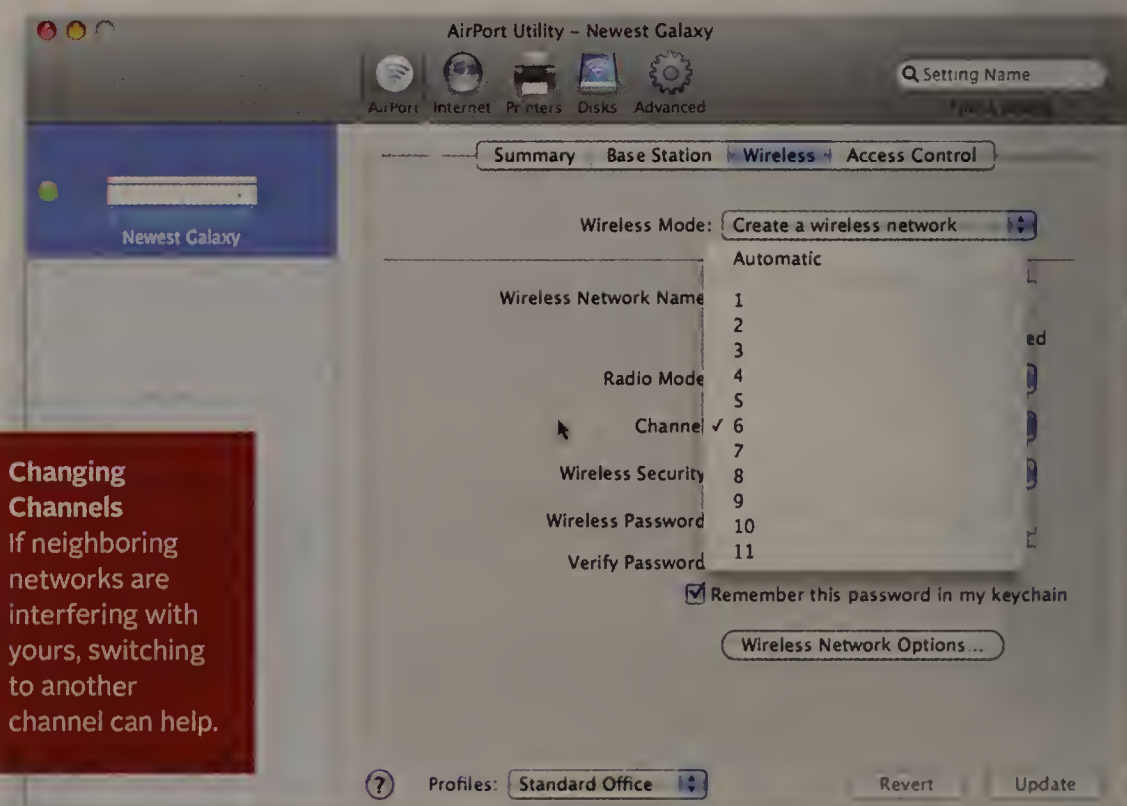 AirPort Utility – Newest Galaxy
AirPort Internet Printers Disks Advanced
Setting Name
Summary Base Station Wireless Access Control
Newest Galaxy
Wireless Mode: Create a wireless network
Automatic
Wireless Network Name
1
2
ed
3
Radio Mode 4
5
Channel ✓ 6
7
Wireless Security 8
9
Wireless Password 10
11
Verify Password
Remember this password in my keychain
Wireless Network Options...
Changing
Channels
If neighboring
networks are
interfering with
yours, switching
to another
channel can help.
? Profiles: Standard Office Revert Update